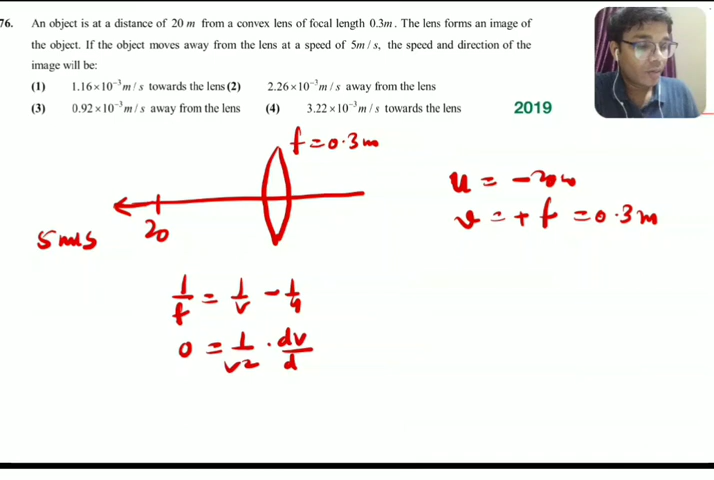 76. An object is at a distance of 20 m from a convex lens of focal length 0.3m. The lens forms an image of
the object. If the object moves away from the lens at a speed of 5m/s, the speed and direction of the
image will be:
(1) 1.16×10⁻³ m/s towards the lens (2) 2.26×10⁻³ m/s away from the lens
(3) 0.92×10⁻³ m/s away from the lens (4) 3.22×10⁻³ m/s towards the lens 2019
f = 0.3m
u = -20m
v = + f = 0.3m
20
5 m/s
1/f = 1/v - 1/u
0 = 1/v2 . dv/d